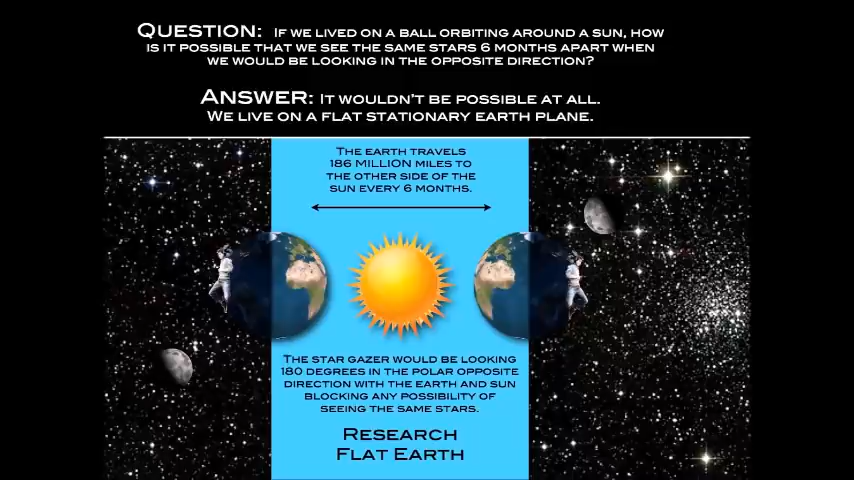 QUESTION: IF WE LIVED ON A BALL ORBITING AROUND A SUN, HOW
IS IT POSSIBLE THAT WE SEE THE SAME STARS 6 MONTHS APART WHEN
WE WOULD BE LOOKING IN THE OPPOSITE DIRECTION?
ANSWER: IT WOULDN'T BE POSSIBLE AT ALL.
WE LIVE ON A FLAT STATIONARY EARTH PLANE.
THE EARTH TRAVELS
186 MILLION MILES TO
THE OTHER SIDE OF THE
SUN EVERY 6 MONTHS.
THE STAR GAZER WOULD BE LOOKING
180 DEGREES IN THE POLAR OPPOSITE
DIRECTION WITH THE EARTH AND SUN
BLOCKING ANY POSSIBILITY OF
SEEING THE SAME STARS.
RESEARCH
FLAT EARTH